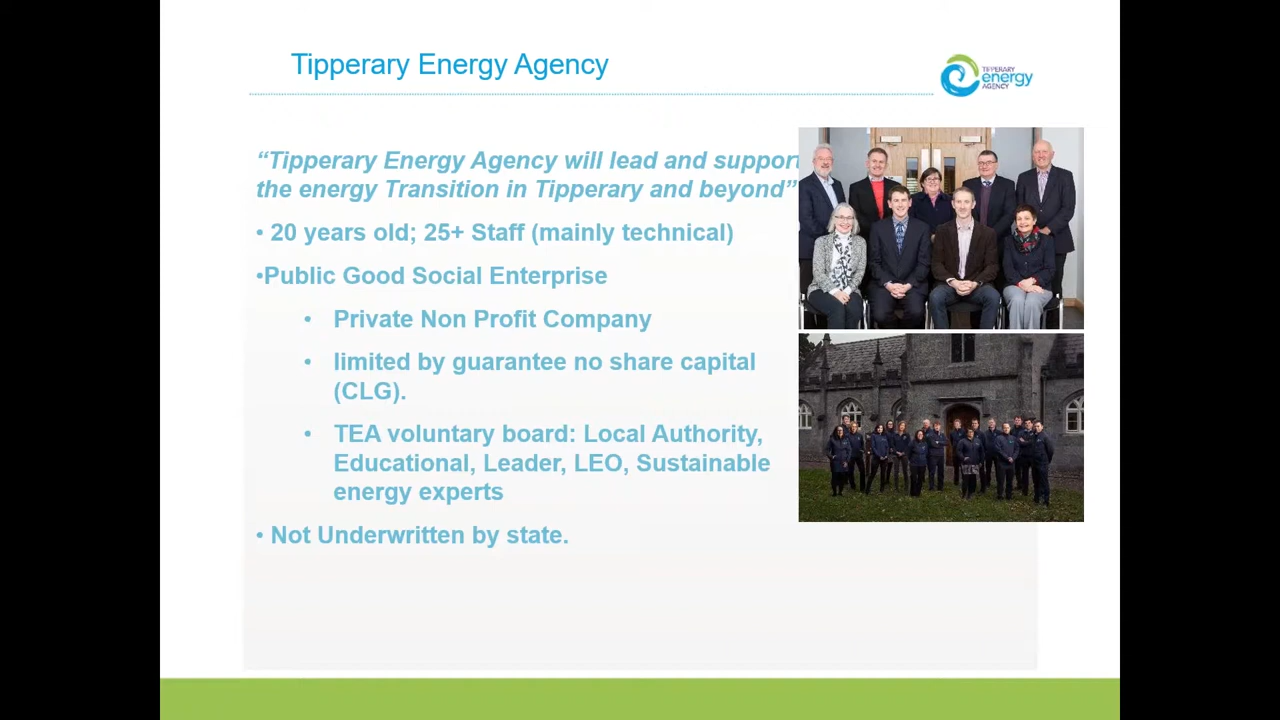 Tipperary Energy Agency
TIPPERARY
energy
AGENCY
“Tipperary Energy Agency will lead and support
the energy Transition in Tipperary and beyond”
• 20 years old; 25+ Staff (mainly technical)
•Public Good Social Enterprise
• Private Non Profit Company
• limited by guarantee no share capital
(CLG).
• TEA voluntary board: Local Authority,
Educational, Leader, LEO, Sustainable
energy experts
• Not Underwritten by state.